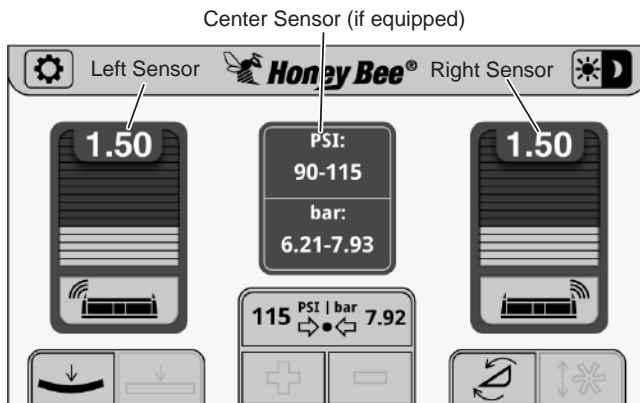 Center Sensor (if equipped)
Left Sensor
Honey Bee®
Right Sensor
1.50
PSI:
90-115
bar:
6.21-7.93
1.50
115 PSI | bar 7.92